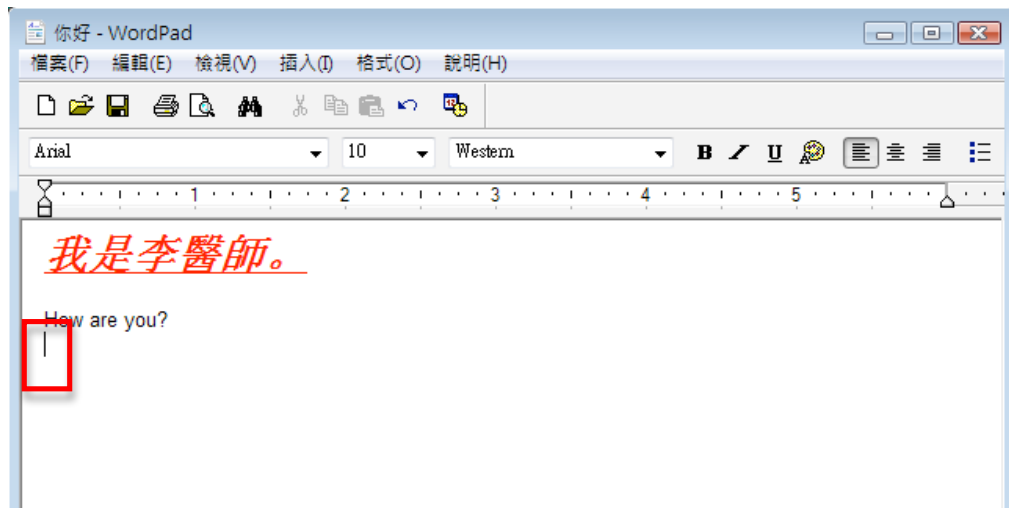 你好 - WordPad
檔案(F) 編輯(E) 檢視(V) 插入(I) 格式(O) 說明(H)
Arial 10 Western B I U
1 2 3 4 5
我是李醫師。
How are you?